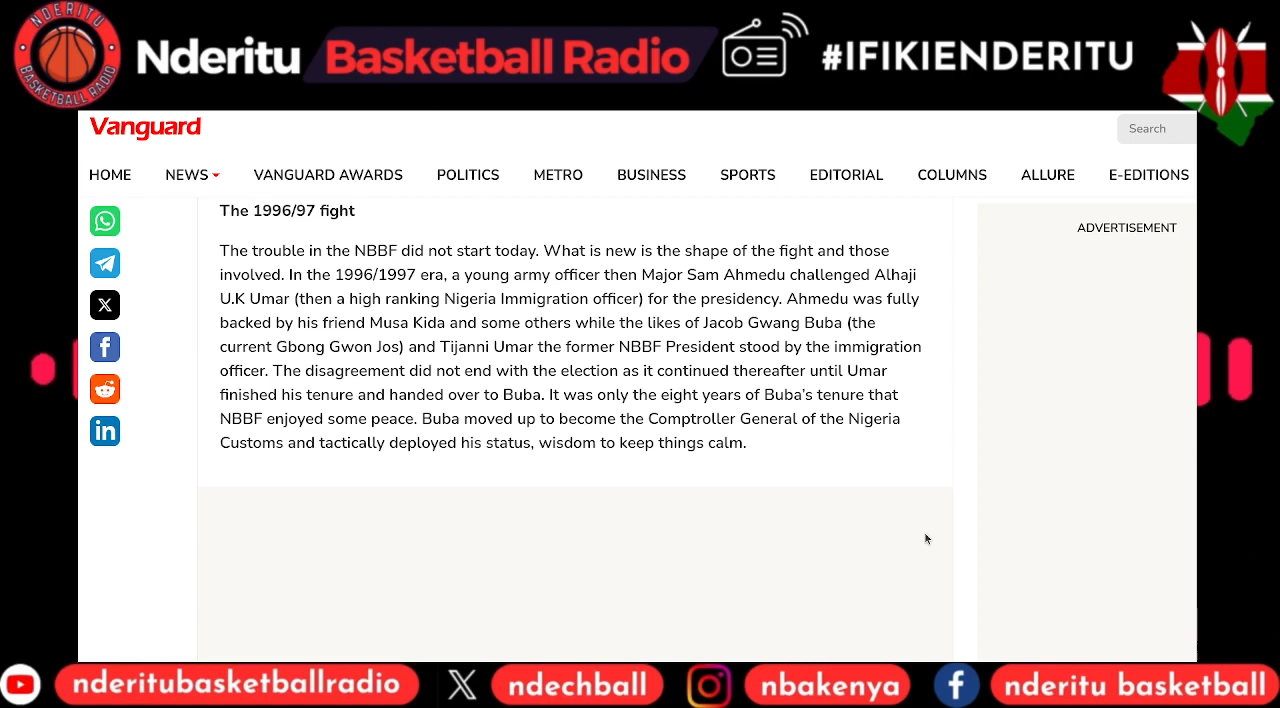 NDERITU
BASKETBALL RADIO
Nderitu Basketball Radio
#IFIKIENDERITU
Vanguard
Search
HOME NEWS VANGUARD AWARDS POLITICS METRO BUSINESS SPORTS EDITORIAL COLUMNS ALLURE E-EDITIONS
The 1996/97 fight
ADVERTISEMENT
The trouble in the NBBF did not start today. What is new is the shape of the fight and those
involved. In the 1996/1997 era, a young army officer then Major Sam Ahmedu challenged Alhaji
U.K Umar (then a high ranking Nigeria Immigration officer) for the presidency. Ahmedu was fully
backed by his friend Musa Kida and some others while the likes of Jacob Gwang Buba (the
current Gbong Gwon Jos) and Tijanni Umar the former NBBF President stood by the immigration
officer. The disagreement did not end with the election as it continued thereafter until Umar
finished his tenure and handed over to Buba. It was only the eight years of Buba's tenure that
NBBF enjoyed some peace. Buba moved up to become the Comptroller General of the Nigeria
Customs and tactically deployed his status, wisdom to keep things calm.
nderitubasketballradio ndechball nbakenya nderitu basketball